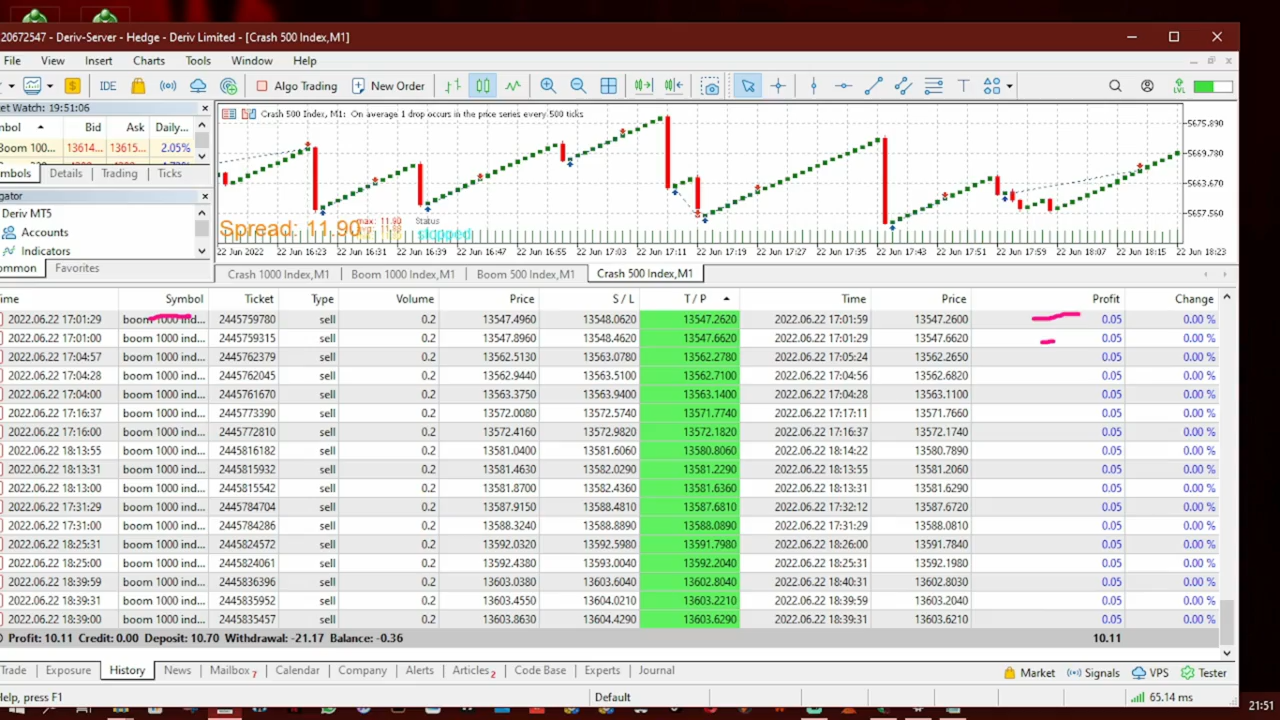 20672547 - Deriv-Server - Hedge - Deriv Limited - [Crash 500 Index,M1]
File View Insert Charts Tools Window Help
IDE Algo Trading New Order
et Watch: 19:51:06
mbol Bid Ask Daily...
Boom 100... 13614... 13615... 2.05%
mbols Details Trading Ticks
gator
Deriv MT5
Accounts
Indicators
ommon Favorites
Crash 500 Index, M1: On average 1 drop occurs in the price series every 500 ticks
5675.890
5669.780
5663.670
5657.560
Spread: 11.90
max: 11.90
Status
stopped
22 Jun 2022 22 Jun 16:23 22 Jun 16:31 22 Jun 16:39 22 Jun 16:47 22 Jun 16:55 22 Jun 17:03 22 Jun 17:11 22 Jun 17:19 22 Jun 17:27 22 Jun 17:35 22 Jun 17:43 22 Jun 17:51 22 Jun 17:59 22 Jun 18:07 22 Jun 18:15 22 Jun 18:23
Crash 1000 Index,M1 Boom 1000 Index,M1 Boom 500 Index,M1 Crash 500 Index,M1
ime Symbol Ticket Type Volume Price S / L T / P Time Price Profit Change
2022.06.22 17:01:29 boom 1000 ind... 2445759780 sell 0.2 13547.4960 13548.0620 13547.2620 2022.06.22 17:01:59 13547.2600 0.05 0.00 %
2022.06.22 17:01:00 boom 1000 ind... 2445759315 sell 0.2 13547.8960 13548.4620 13547.6620 2022.06.22 17:01:29 13547.6620 0.05 0.00 %
2022.06.22 17:04:57 boom 1000 ind... 2445762379 sell 0.2 13562.5130 13563.0780 13562.2780 2022.06.22 17:05:24 13562.2650 0.05 0.00 %
2022.06.22 17:04:28 boom 1000 ind... 2445762045 sell 0.2 13562.9440 13563.5100 13562.7100 2022.06.22 17:04:56 13562.6820 0.05 0.00 %
2022.06.22 17:04:00 boom 1000 ind... 2445761670 sell 0.2 13563.3750 13563.9400 13563.1400 2022.06.22 17:04:28 13563.1100 0.05 0.00 %
2022.06.22 17:16:37 boom 1000 ind... 2445773390 sell 0.2 13572.0080 13572.5740 13571.7740 2022.06.22 17:17:11 13571.7660 0.05 0.00 %
2022.06.22 17:16:00 boom 1000 ind... 2445772810 sell 0.2 13572.4160 13572.9820 13572.1820 2022.06.22 17:16:37 13572.1740 0.05 0.00 %
2022.06.22 18:13:55 boom 1000 ind... 2445816182 sell 0.2 13581.0400 13581.6060 13580.8060 2022.06.22 18:14:22 13580.7890 0.05 0.00 %
2022.06.22 18:13:31 boom 1000 ind... 2445815932 sell 0.2 13581.4630 13582.0290 13581.2290 2022.06.22 18:13:55 13581.2060 0.05 0.00 %
2022.06.22 18:13:00 boom 1000 ind... 2445815542 sell 0.2 13581.8700 13582.4360 13581.6360 2022.06.22 18:13:31 13581.6290 0.05 0.00 %
2022.06.22 17:31:29 boom 1000 ind... 2445784704 sell 0.2 13587.9150 13588.4810 13587.6810 2022.06.22 17:32:12 13587.6720 0.05 0.00 %
2022.06.22 17:31:00 boom 1000 ind... 2445784286 sell 0.2 13588.3240 13588.8890 13588.0890 2022.06.22 17:31:29 13588.0810 0.05 0.00 %
2022.06.22 18:25:31 boom 1000 ind... 2445824572 sell 0.2 13592.0320 13592.5980 13591.7980 2022.06.22 18:26:00 13591.7840 0.05 0.00 %
2022.06.22 18:25:00 boom 1000 ind... 2445824061 sell 0.2 13592.4380 13593.0040 13592.2040 2022.06.22 18:25:31 13592.1980 0.05 0.00 %
2022.06.22 18:39:59 boom 1000 ind... 2445836396 sell 0.2 13603.0380 13603.6040 13602.8040 2022.06.22 18:40:31 13602.8030 0.05 0.00 %
2022.06.22 18:39:31 boom 1000 ind... 2445835952 sell 0.2 13603.4550 13604.0210 13603.2210 2022.06.22 18:39:59 13603.2040 0.05 0.00 %
2022.06.22 18:39:00 boom 1000 ind... 2445835457 sell 0.2 13603.8630 13604.4290 13603.6290 2022.06.22 18:39:31 13603.6210 0.05 0.00 %
Profit: 10.11 Credit: 0.00 Deposit: 10.70 Withdrawal: -21.17 Balance: -0.36 10.11
Trade Exposure History News Mailbox 7 Calendar Company Alerts Articles 2 Code Base Experts Journal Market Signals VPS Tester
Help, press F1 Default 65.14 ms
21:51